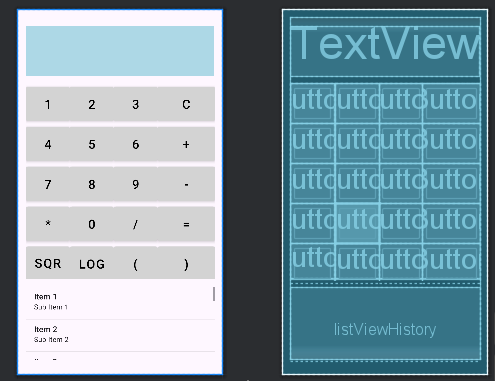 1 2 3 C
4 5 6 +
7 8 9 -
* 0 / =
SQR LOG ( )
Item 1
Sub Item 1
Item 2
Sub Item 2
TextView
utto utto utto Butto
utto utto utto Butto
utto utto utto Butto
utto utto utto Butto
utto utto utto Butto
listViewHistory